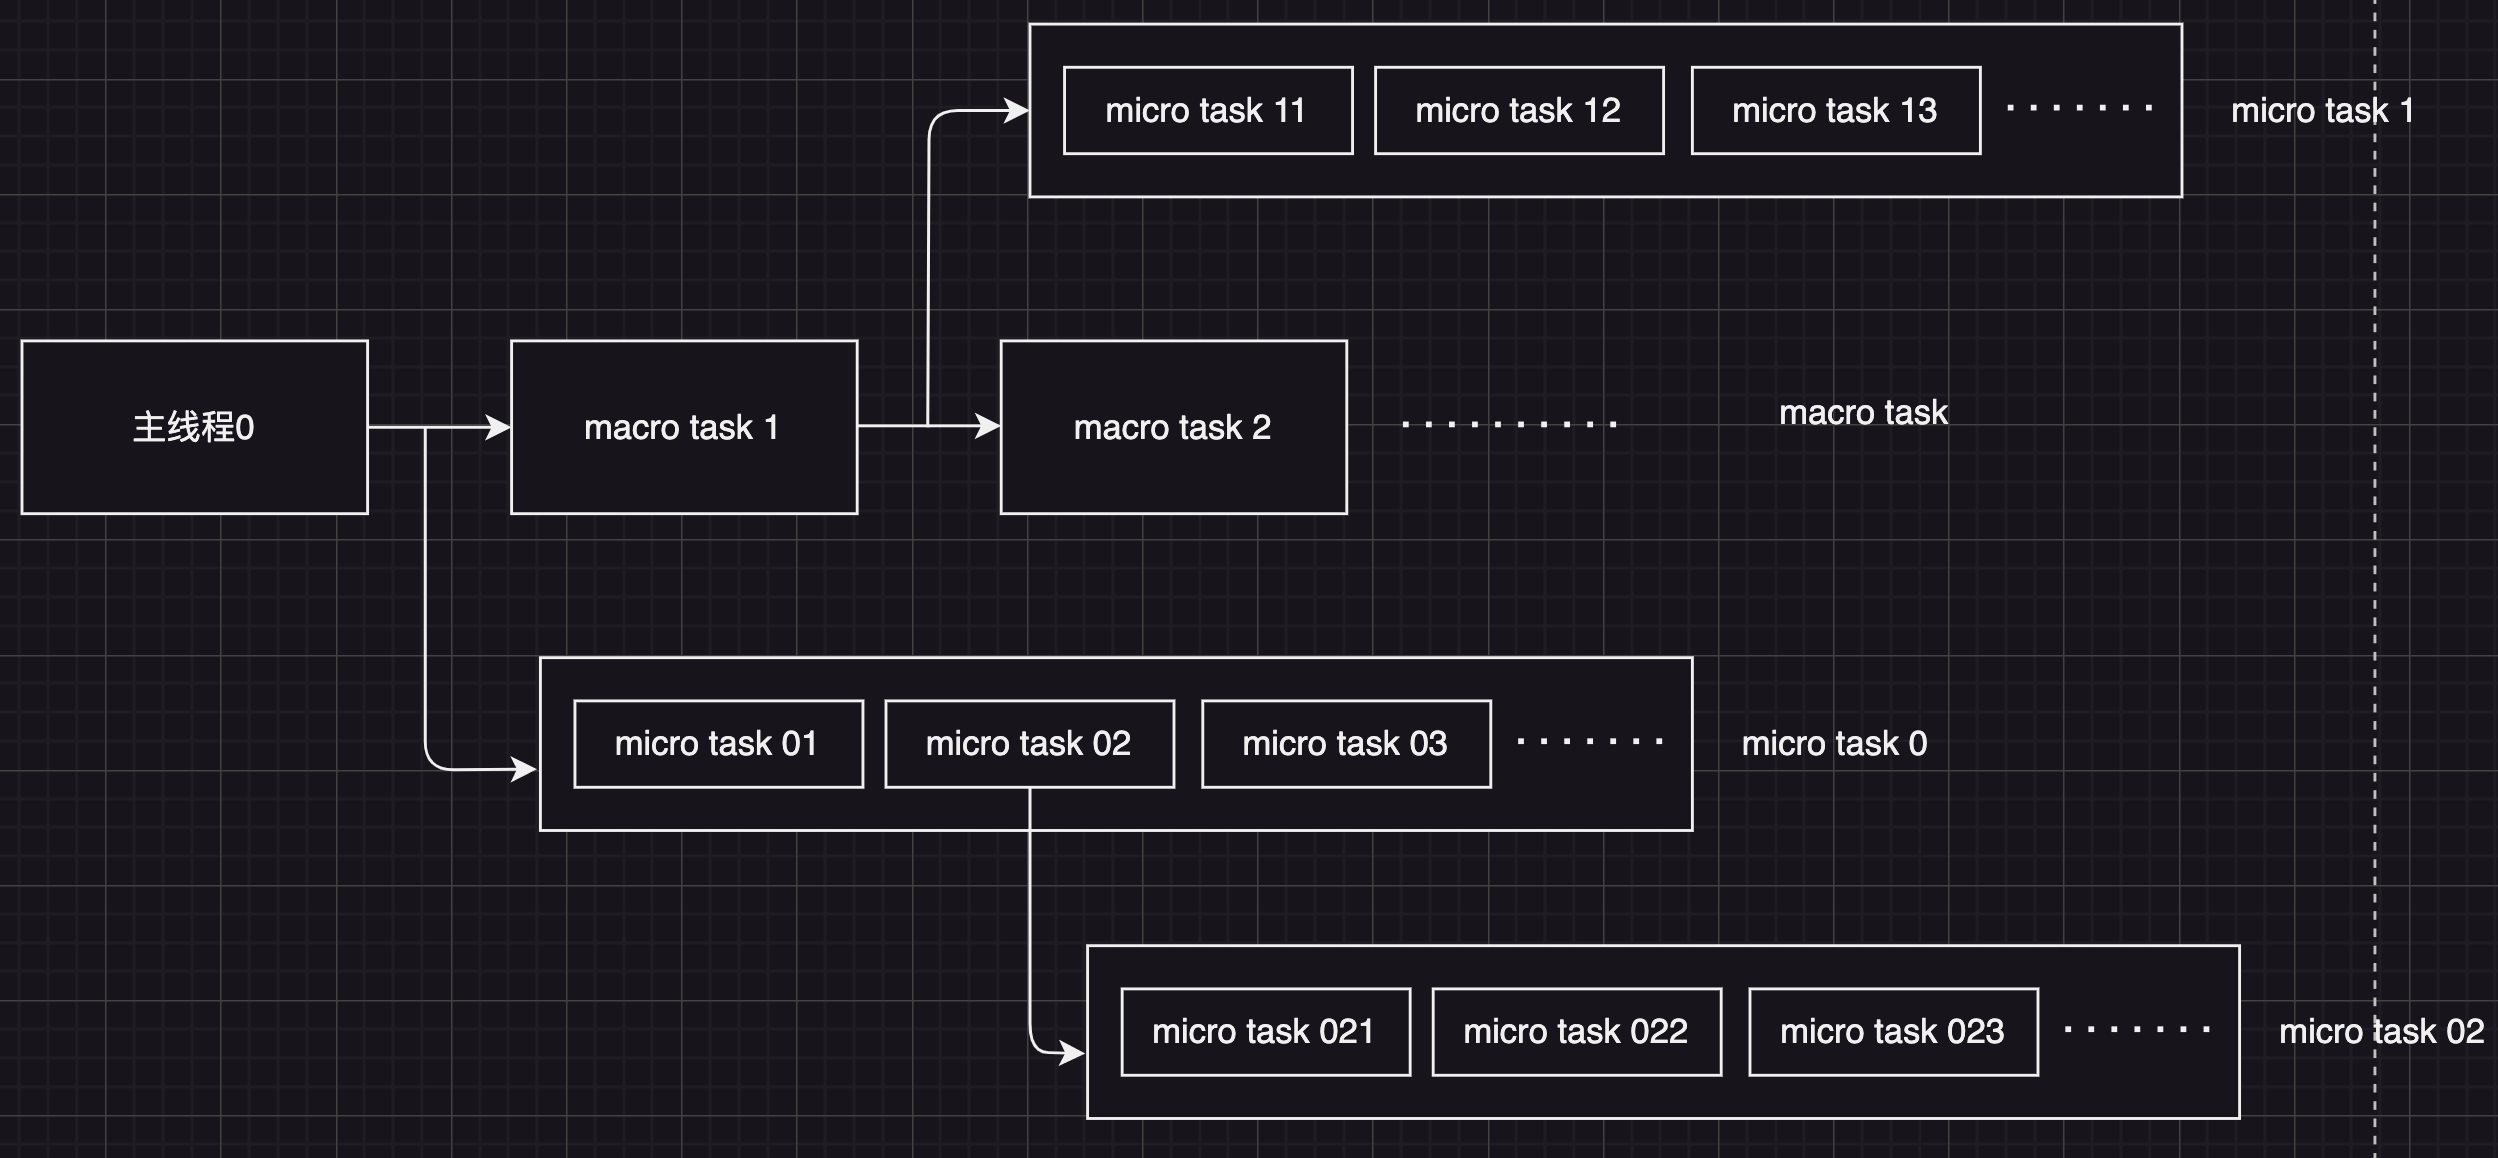 micro task 11
micro task 12
micro task 13
·······
micro task 1
主线程0
macro task 1
macro task 2
··········
macro task
micro task 01
micro task 02
micro task 03
·······
micro task 0
micro task 021
micro task 022
micro task 023
·······
micro task 02